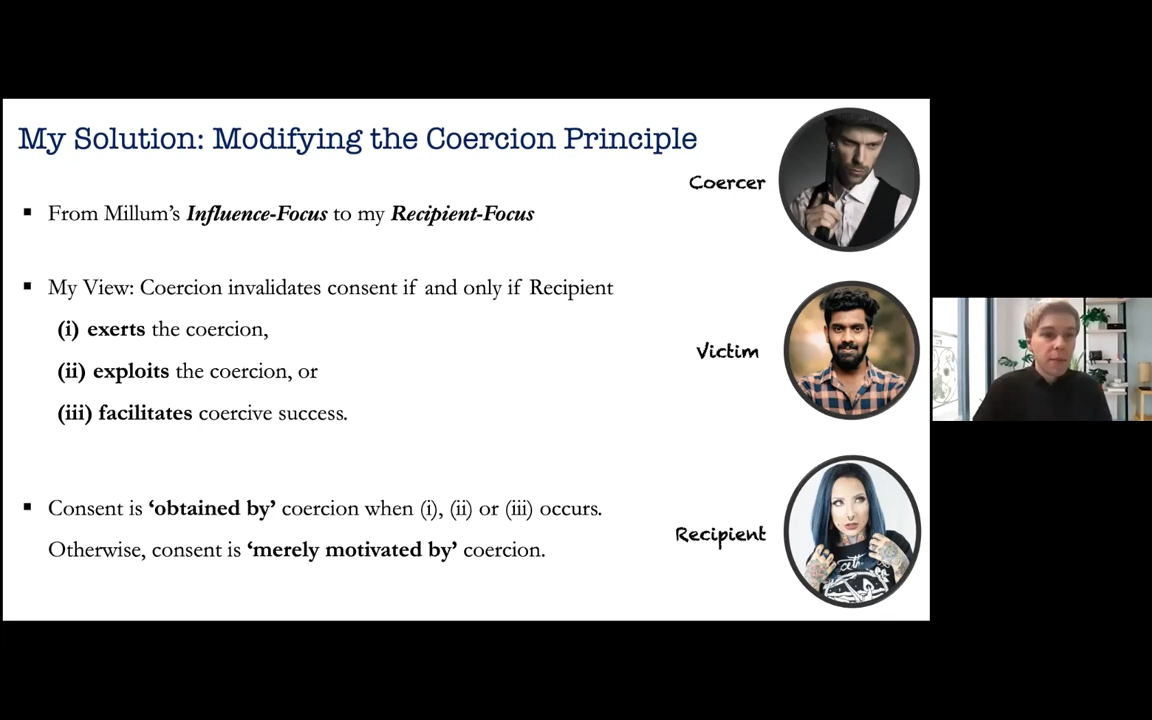 My Solution: Modifying the Coercion Principle
Coercer
▪ From Millum's Influence-Focus to my Recipient-Focus
▪ My View: Coercion invalidates consent if and only if Recipient
(i) exerts the coercion,
Victim
(ii) exploits the coercion, or
(iii) facilitates coercive success.
▪ Consent is ‘obtained by’ coercion when (i), (ii) or (iii) occurs.
Recipient
Otherwise, consent is ‘merely motivated by’ coercion.